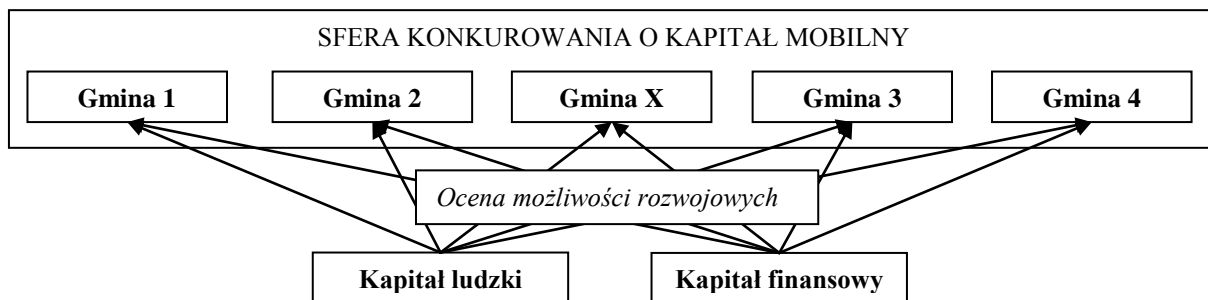 SFERA KONKUROWANIA O KAPITAŁ MOBILNY
Gmina 1 Gmina 2 Gmina X Gmina 3 Gmina 4
Ocena możliwości rozwojowych
Kapitał ludzki Kapitał finansowy